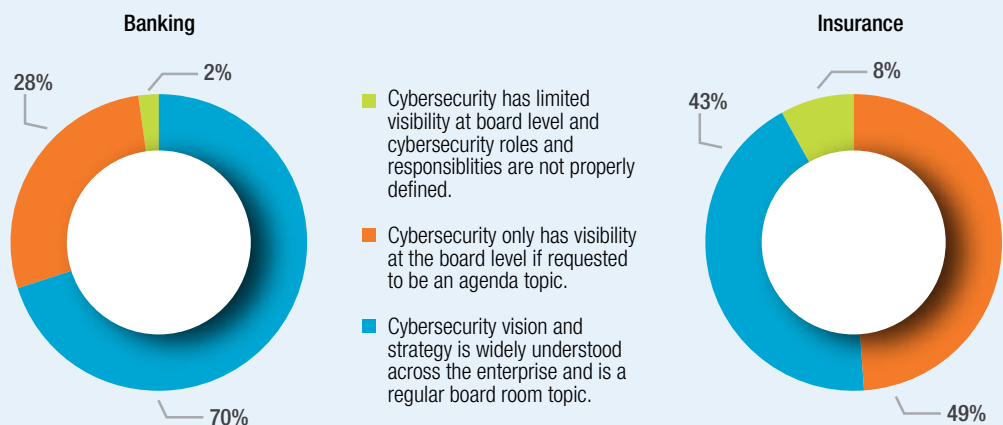 Banking
28%
2%
70%
Cybersecurity has limited
visibility at board level and
cybersecurity roles and
responsiblities are not properly
defined.
Cybersecurity only has visibility
at the board level if requested
to be an agenda topic.
Cybersecurity vision and
strategy is widely understood
across the enterprise and is a
regular board room topic.
Insurance
43%
8%
49%